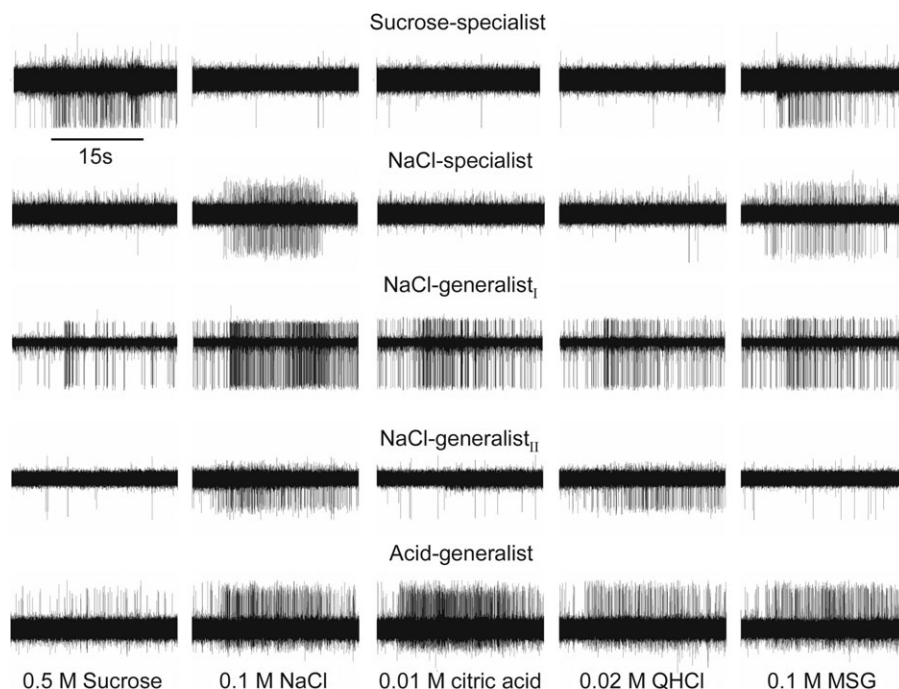 Sucrose-specialist
15s
NaCl-specialist
NaCl-generalistI
NaCl-generalistII
Acid-generalist
0.5 M Sucrose 0.1 M NaCl 0.01 M citric acid 0.02 M QHCl 0.1 M MSG